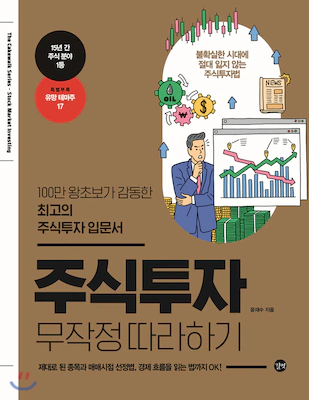 The Cakewalk Series - Stock Market Investing
15년 간
주식 분야
1등
특별부록
유망 테마주
17
불확실한 시대에
절대 잃지 않는
주식투자법
NEWS
OIL
₩
$
100만 왕초보가 감동한
최고의
주식투자 입문서
주식투자
윤재수 지음
무작정 따라하기
제대로 된 종목과 매매시점 선정법, 경제 흐름을 읽는 법까지 OK!
길벗
yes24